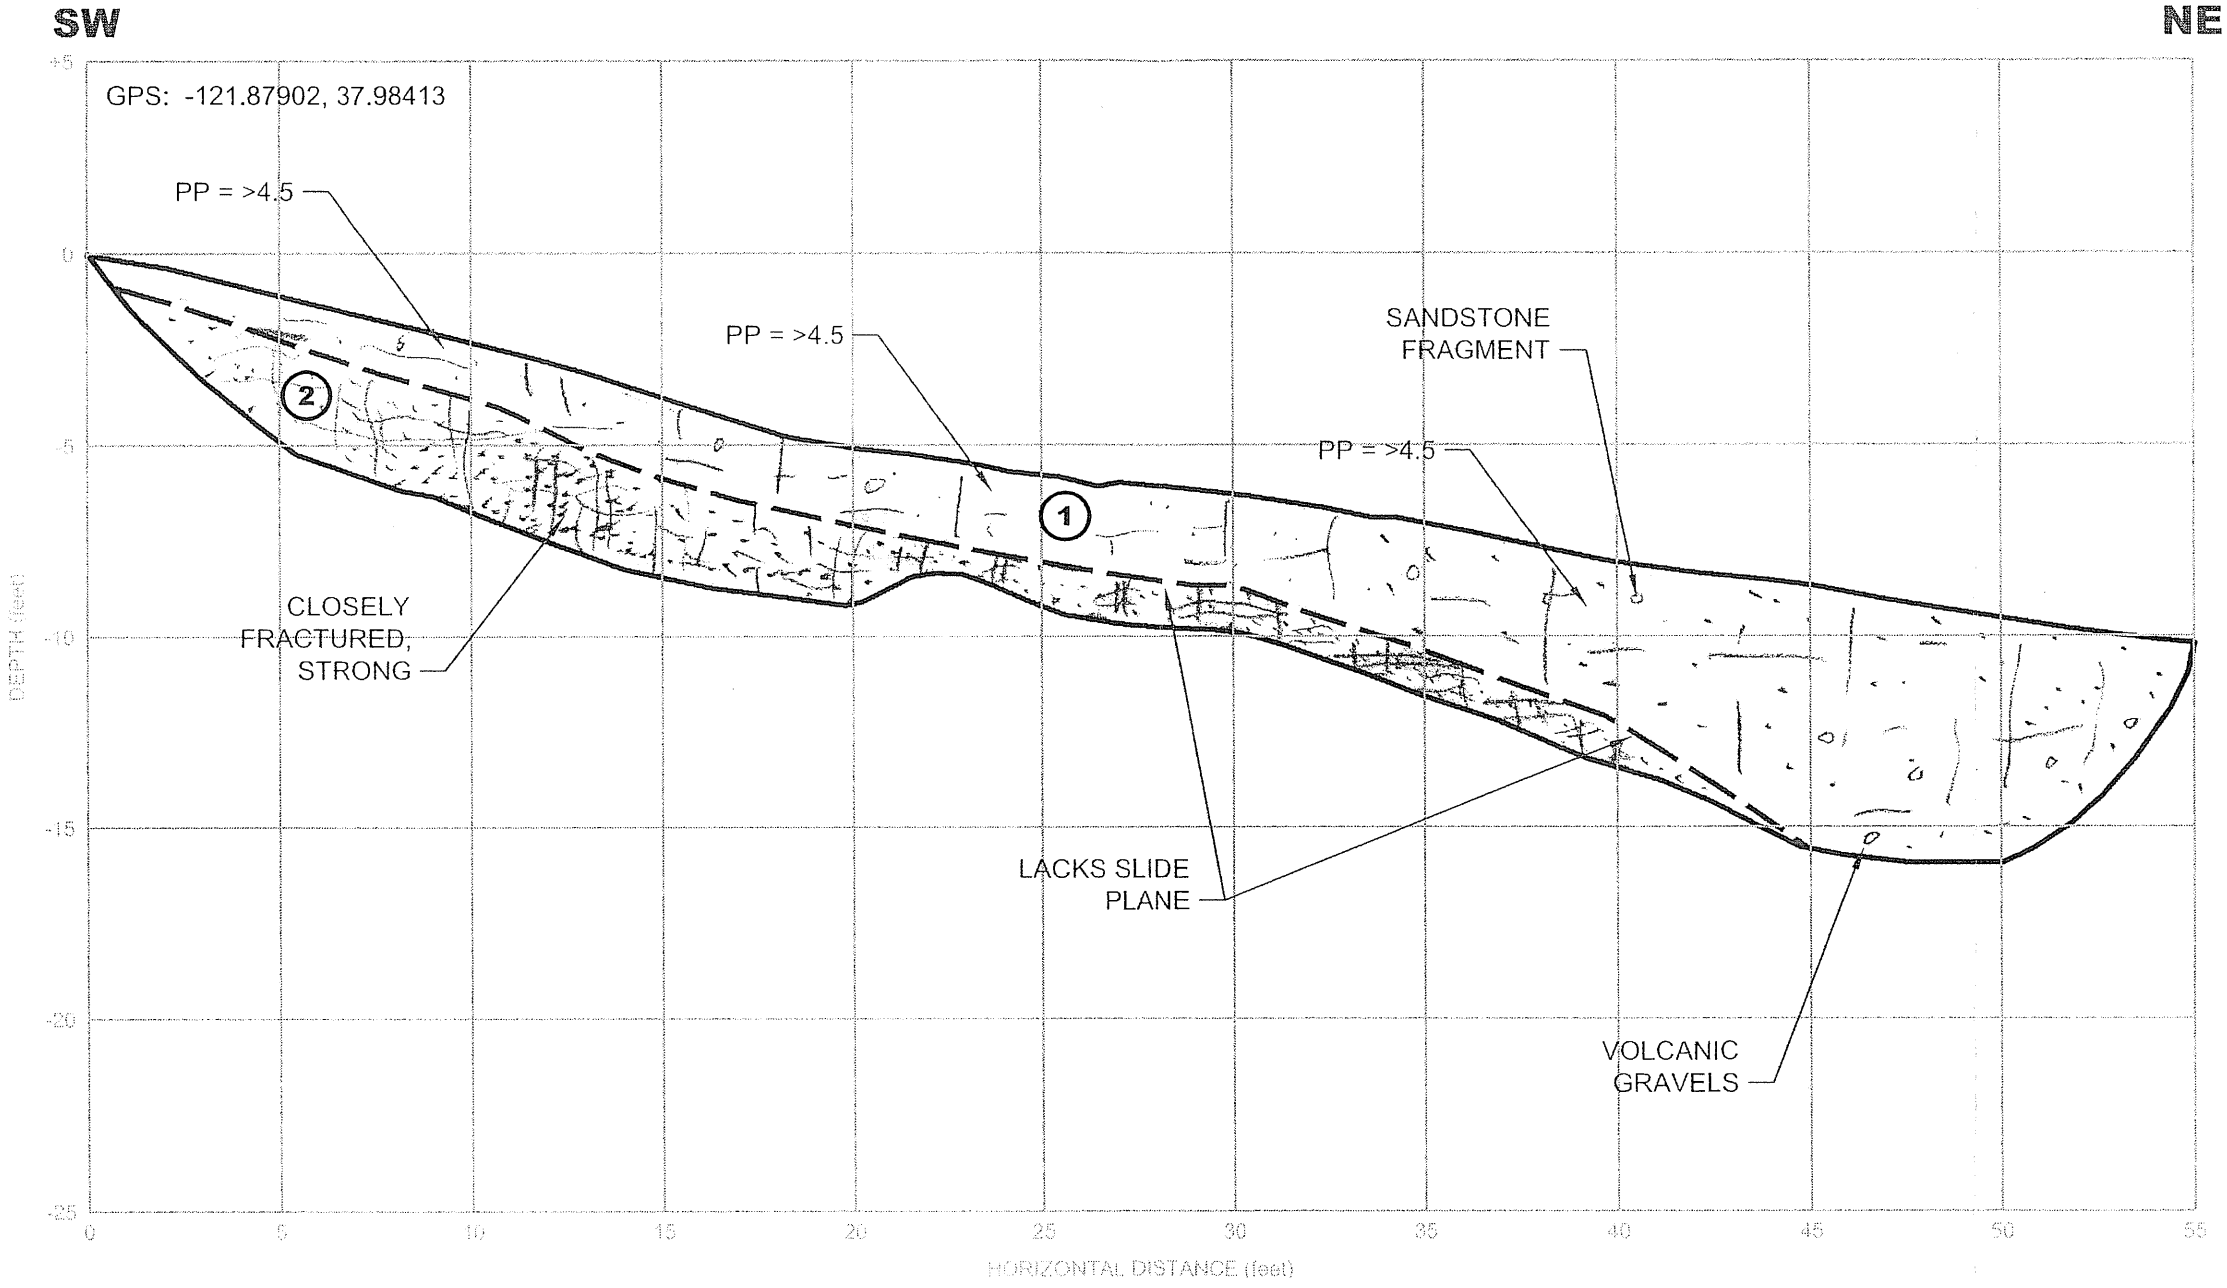 SW
NE
+5
GPS: -121.87902, 37.98413
PP = >4.5
0
SANDSTONE
FRAGMENT
PP = >4.5
2
PP = >4.5
-5
1
CLOSELY
FRACTURED,
STRONG
DEPTH (feet)
-10
-15
LACKS SLIDE
PLANE
-20
VOLCANIC
GRAVELS
-25
0 5 10 15 20 25 30 35 40 45 50 55
HORIZONTAL DISTANCE (feet)